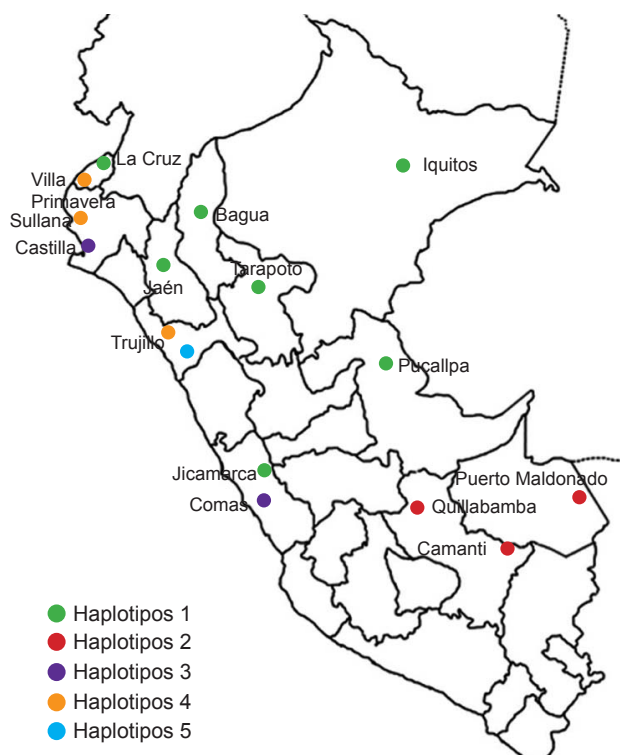 La Cruz
Iquitos
Villa
Primavera
Sullana
Bagua
Castilla
Tarapoto
Jaén
Trujillo
Pucallpa
Jicamarca
Puerto Maldonado
Comas
Quillabamba
Camanti
Haplotipos 1
Haplotipos 2
Haplotipos 3
Haplotipos 4
Haplotipos 5